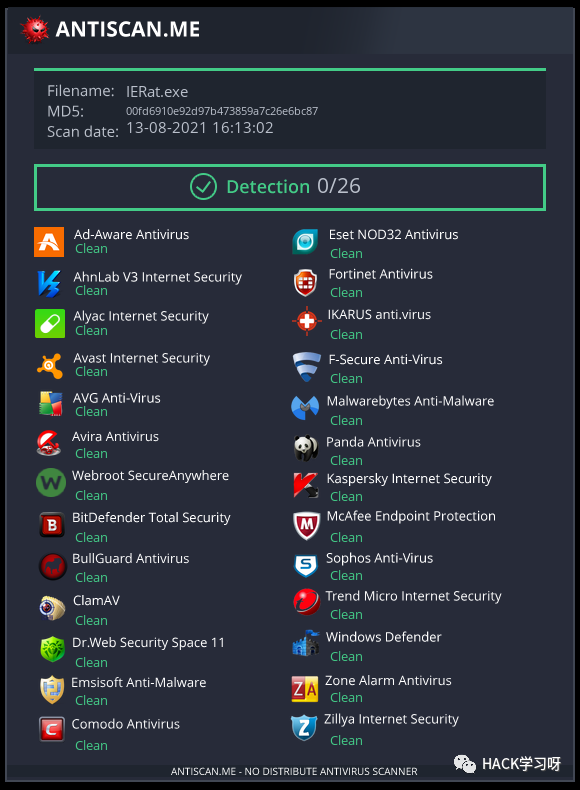 ANTISCAN.ME
Filename: IERat.exe
MD5: 00fd6910e92d97b473859a7c26e6bc87
Scan date: 13-08-2021 16:13:02
Detection 0/26
Ad-Aware Antivirus
Clean
AhnLab V3 Internet Security
Clean
Alyac Internet Security
Clean
Avast Internet Security
Clean
AVG Anti-Virus
Clean
Avira Antivirus
Clean
W
Webroot SecureAnywhere
Clean
B
BitDefender Total Security
Clean
BullGuard Antivirus
Clean
ClamAV
Clean
Dr.Web Security Space 11
Clean
Emsisoft Anti-Malware
Clean
C
Comodo Antivirus
Clean
Eset NOD32 Antivirus
Clean
Fortinet Antivirus
Clean
IKARUS anti.virus
Clean
F-Secure Anti-Virus
Clean
Malwarebytes Anti-Malware
Clean
Panda Antivirus
Clean
Kaspersky Internet Security
Clean
M
McAfee Endpoint Protection
Clean
S
Sophos Anti-Virus
Clean
Trend Micro Internet Security
Clean
Windows Defender
Clean
ZA
Zone Alarm Antivirus
Clean
Z
Zillya Internet Security
Clean
HACK学习呀
ANTISCAN.ME - NO DISTRIBUTE ANTIVIRUS SCANNER